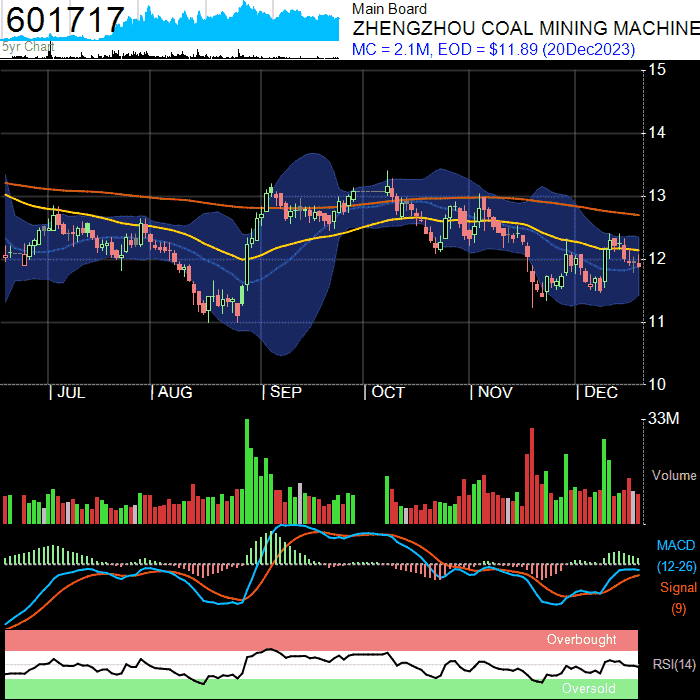 601717
5yr Chart
Main Board
ZHENGZHOU COAL MINING MACHINE
MC = 2.1M, EOD = $11.89 (20Dec2023)
15
14
13
12
11
10
| JUL | AUG | SEP | OCT | NOV | DEC
33M
Volume
MACD
(12-26)
Signal
(9)
Overbought
RSI(14)
Oversold